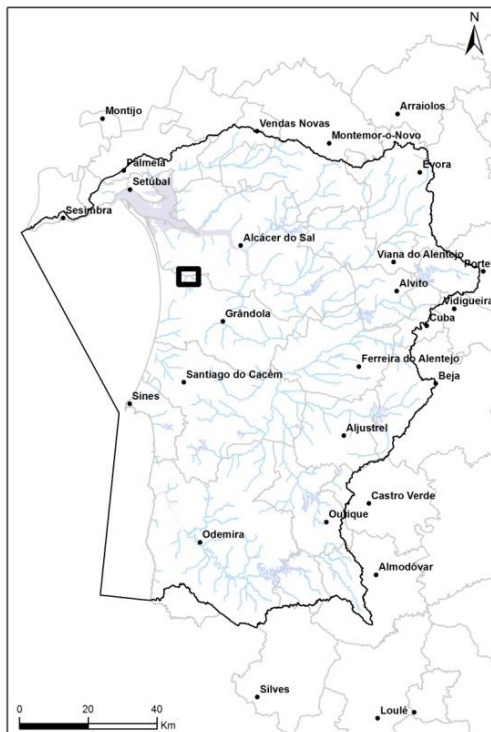 N
Montijo
Arraiolos
Vendas Novas
Montemor-o-Novo
Palmela
Évora
Setúbal
Sesimbra
Alcácer do Sal
Viana do Alentejo
Portel
Alvito
Vidigueira
Grândola
Cuba
Ferreira do Alentejo
Santiago do Cacém
Beja
Sines
Aljustrel
Castro Verde
Ourique
Odemira
Almodôvar
Silves
Loulé
0 20 40
Km